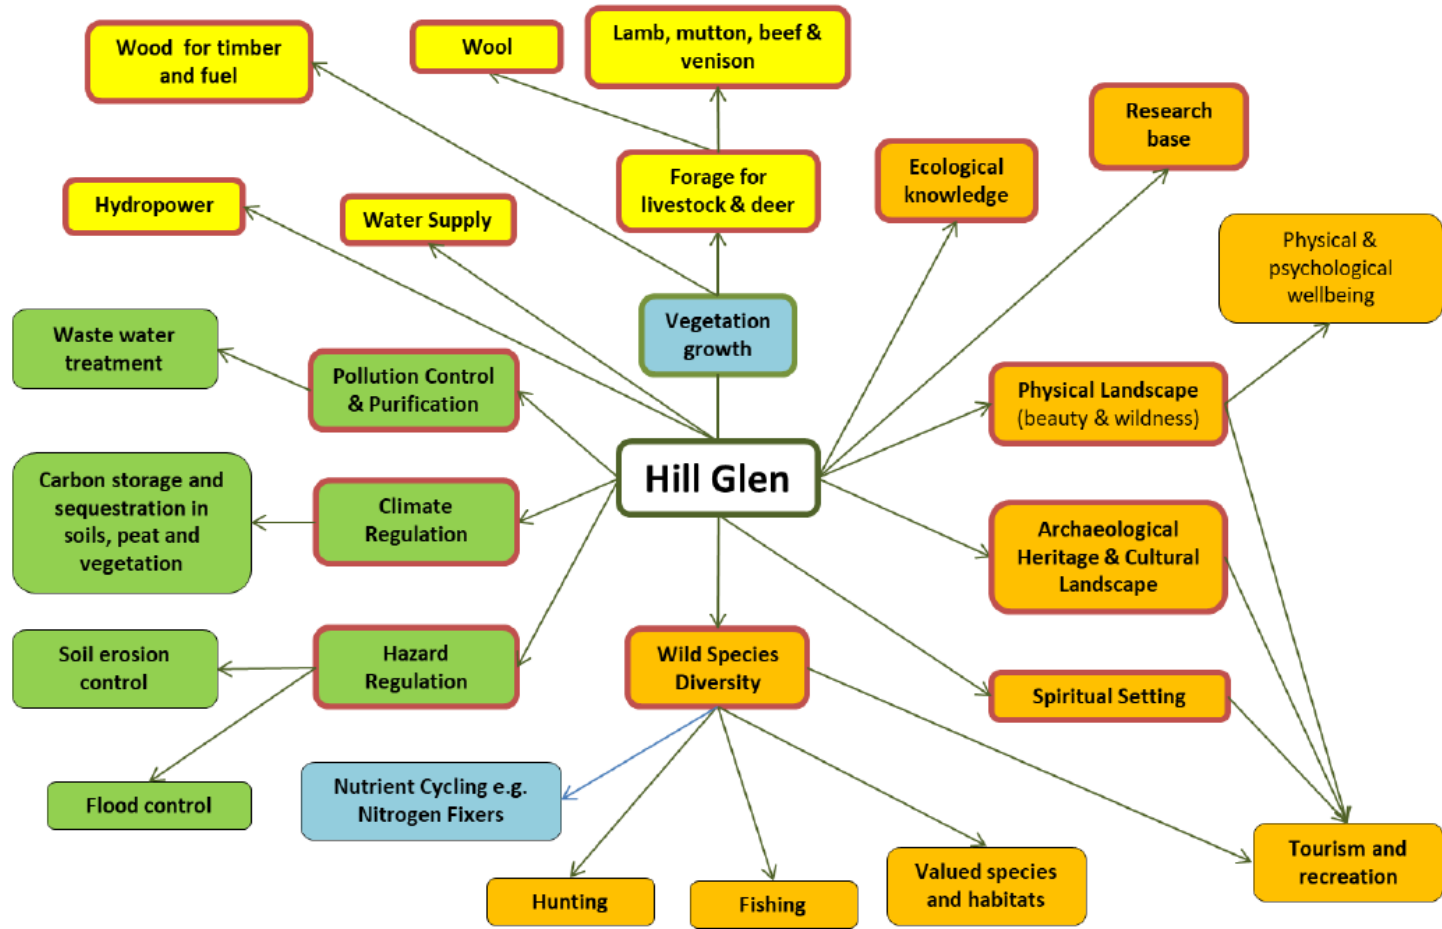 Wood for timber
and fuel
Wool
Lamb, mutton, beef &
venison
Research
base
Ecological
knowledge
Forage for
livestock & deer
Hydropower
Water Supply
Physical &
psychological
wellbeing
Vegetation
growth
Waste water
treatment
Pollution Control
& Purification
Physical Landscape
(beauty & wildness)
Hill Glen
Carbon storage and
sequestration in
soils, peat and
vegetation
Climate
Regulation
Archaeological
Heritage & Cultural
Landscape
Soil erosion
control
Hazard
Regulation
Wild Species
Diversity
Spiritual Setting
Flood control
Nutrient Cycling e.g.
Nitrogen Fixers
Tourism and
recreation
Hunting
Fishing
Valued species
and habitats